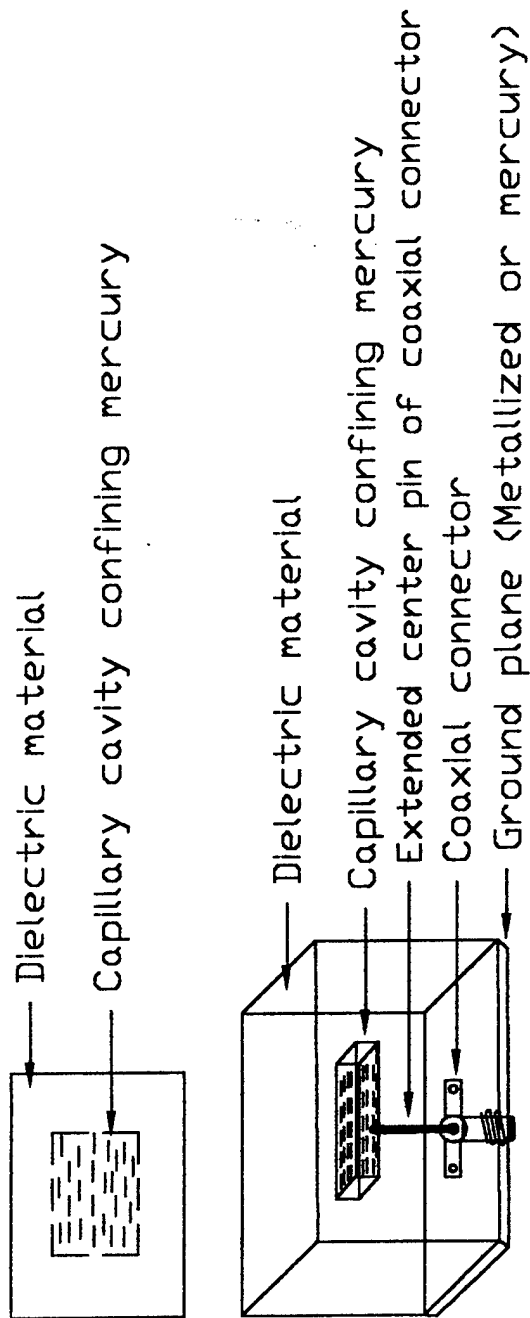 Dielectric material
Capillary cavity confining mercury
Dielectric material
Capillary cavity confining mercury
Extended center pin of coaxial connector
Coaxial connector
Ground plane (Metallized or mercury)